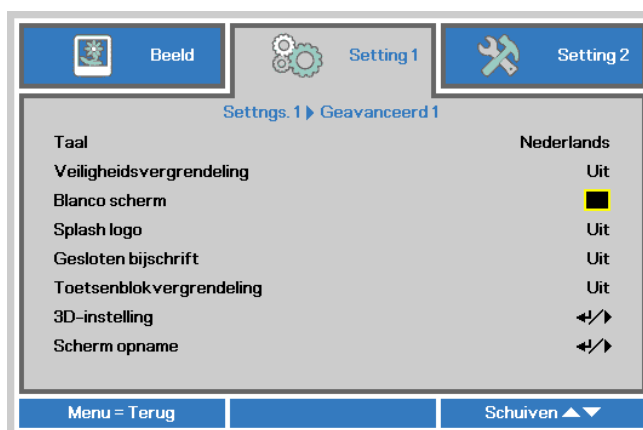 Beeld
Setting 1
Setting 2
Settngs. 1 ▶ Geavanceerd 1
Taal Nederlands
Veiligheidsvergrendeling Uit
Blanco scherm
Splash logo Uit
Gesloten bijschrift Uit
Toetsenblokvergrendeling Uit
3D-instelling ↵/▶
Scherm opname ↵/▶
Menu = Terug
Schuiven ▲▼